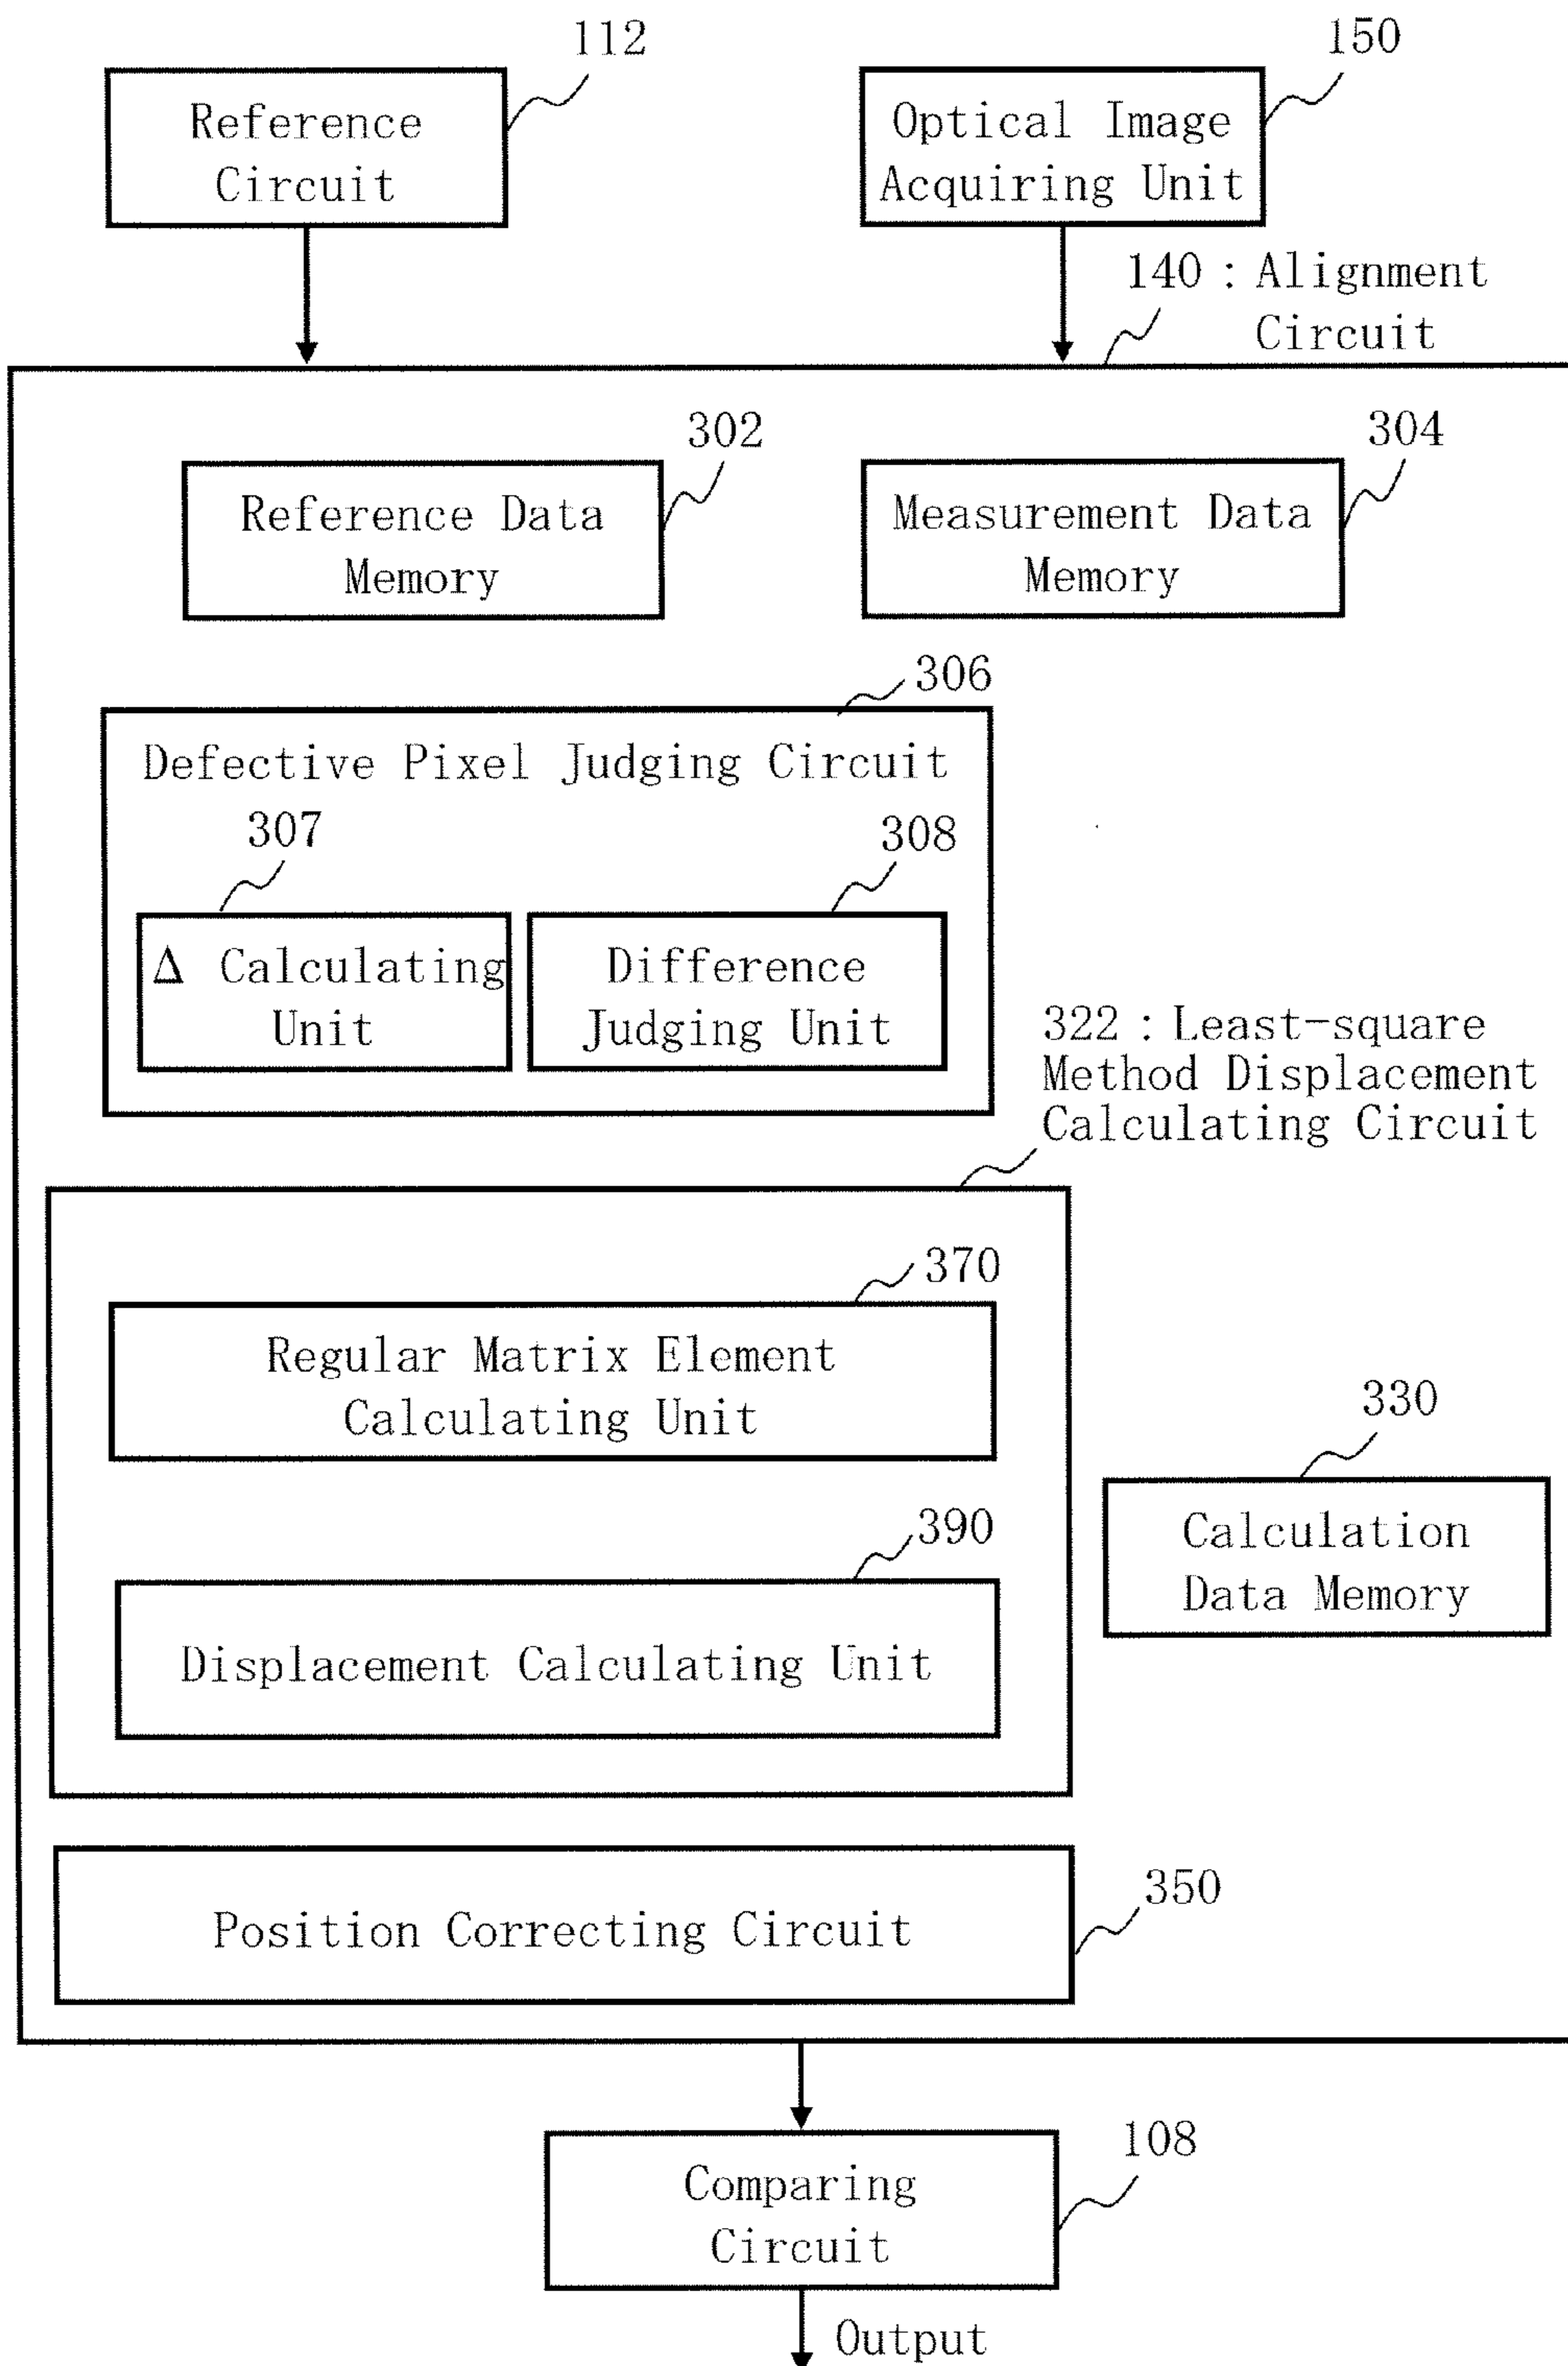 112
Reference
Circuit
150
Optical Image
Acquiring Unit
140 : Alignment
Circuit
302
Reference Data
Memory
304
Measurement Data
Memory
306
Defective Pixel Judging Circuit
307
Δ Calculating
Unit
308
Difference
Judging Unit
322 : Least-square
Method Displacement
Calculating Circuit
370
Regular Matrix Element
Calculating Unit
330
Calculation
Data Memory
390
Displacement Calculating Unit
350
Position Correcting Circuit
108
Comparing
Circuit
Output